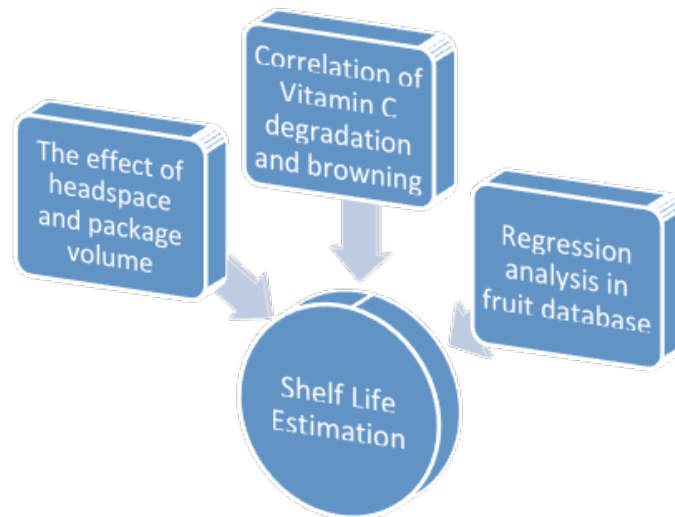 The effect of
headspace
and package
volume
Correlation of
Vitamin C
degradation
and browning
Regression
analysis in
fruit database
Shelf Life
Estimation